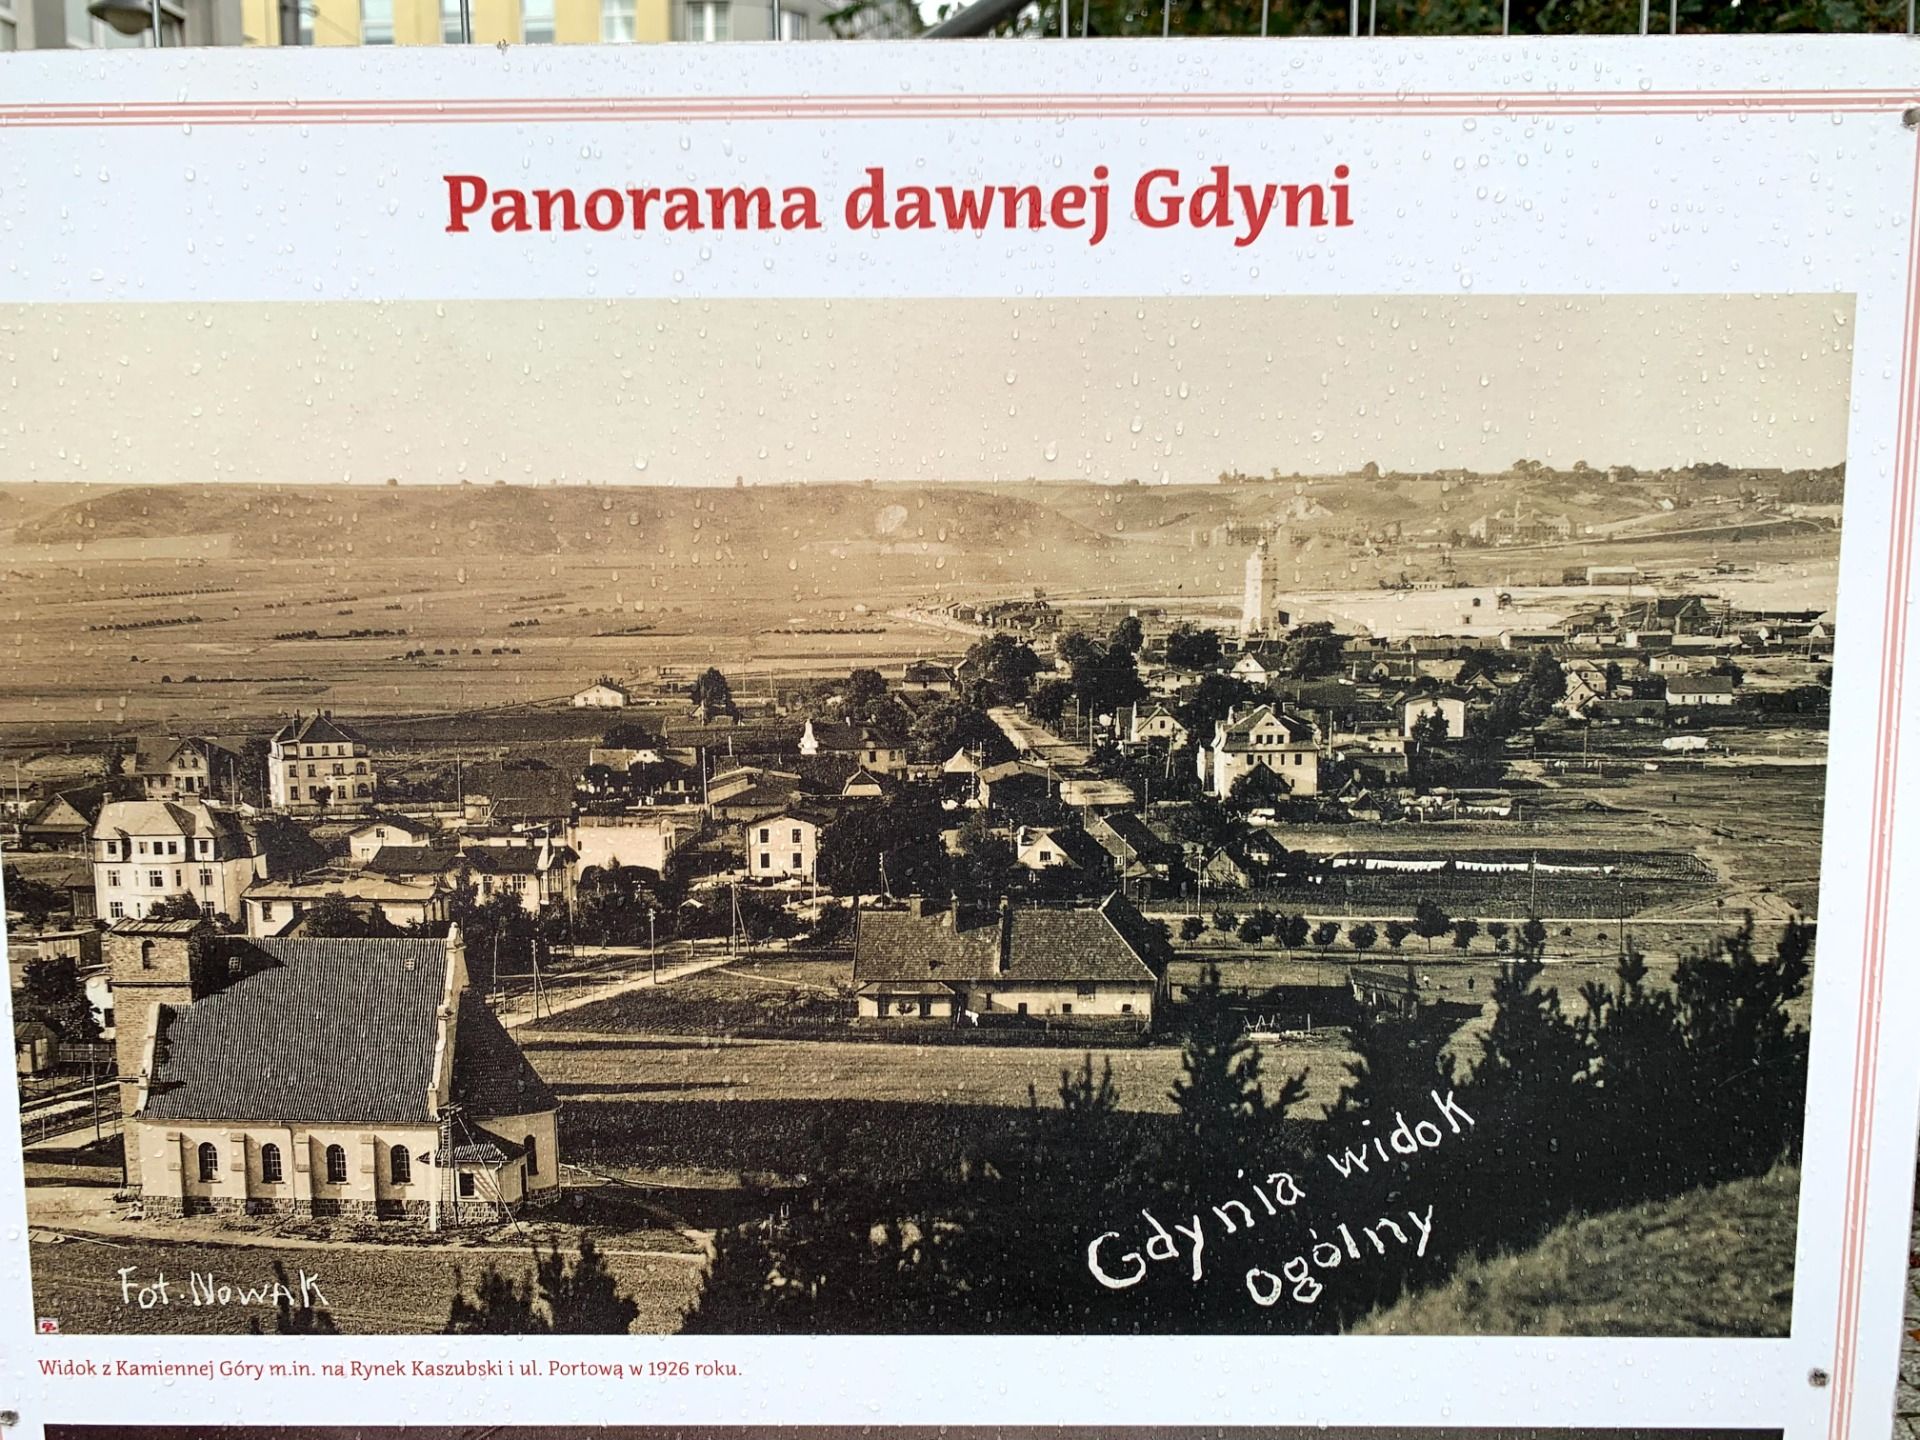 Panorama dawnej Gdyni
Gdynia widok
ogólny
Fot. Nowak
Widok z Kamiennej Góry m.in. na Rynek Kaszubski i ul. Portową w 1926 roku.